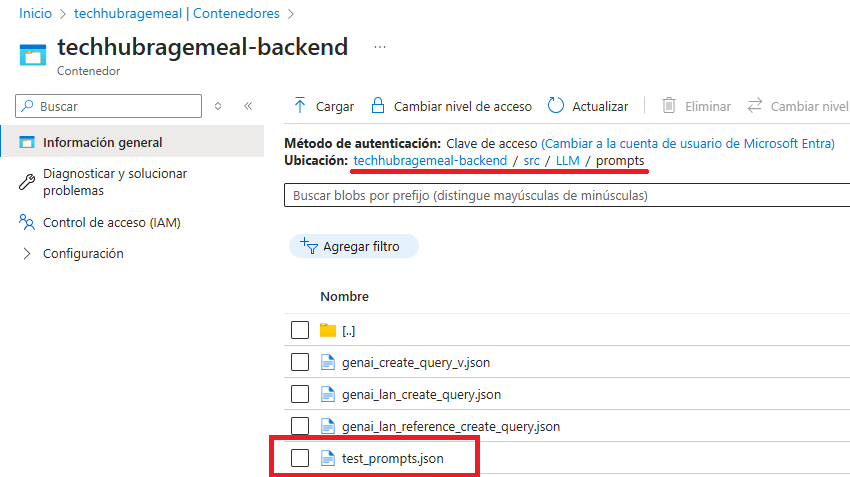 Inicio > techhubragemeal | Contenedores >
techhubragemeal-backend ...
Contenedor
Buscar
Información general
Diagnosticar y solucionar
problemas
Control de acceso (IAM)
Configuración
Cargar Cambiar nivel de acceso Actualizar Eliminar Cambiar nivel
Método de autenticación: Clave de acceso (Cambiar a la cuenta de usuario de Microsoft Entra)
Ubicación: techhubragemeal-backend / src / LLM / prompts
Buscar blobs por prefijo (distingue mayúsculas de minúsculas)
Agregar filtro
Nombre
[..]
genai_create_query_v.json
genai_lan_create_query.json
genai_lan_reference_create_query.json
test_prompts.json